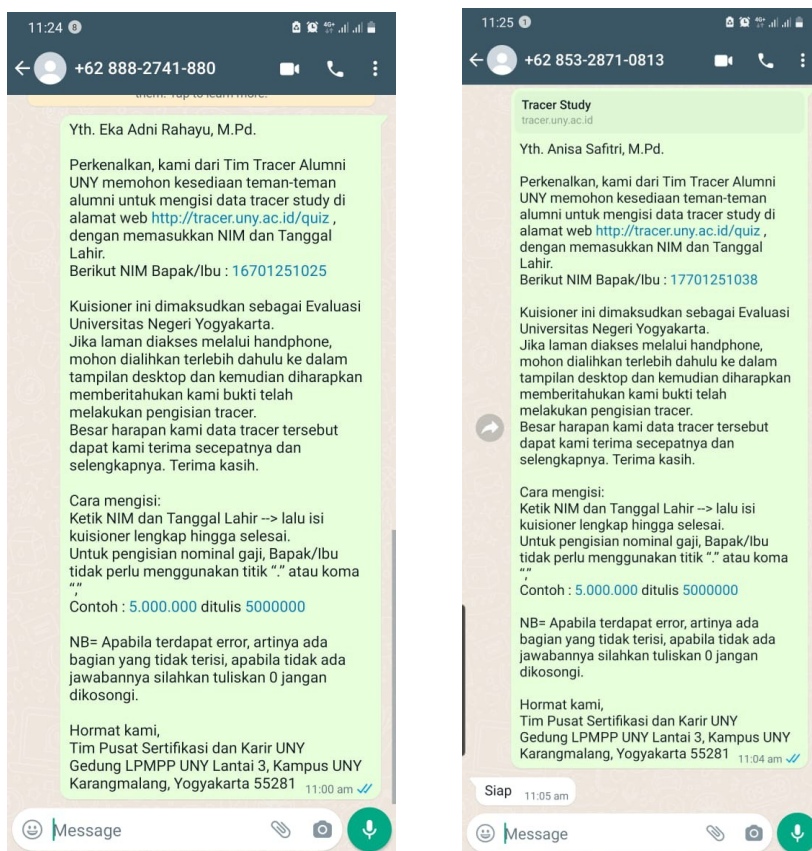 11:24 8
4G+
+62 888-2741-880
them. Tap to learn more.
Yth. Eka Adni Rahayu, M.Pd.
Perkenalkan, kami dari Tim Tracer Alumni
UNY memohon kesediaan teman-teman
alumni untuk mengisi data tracer study di
alamat web http://tracer.uny.ac.id/quiz ,
dengan memasukkan NIM dan Tanggal
Lahir.
Berikut NIM Bapak/Ibu : 16701251025
Kuisioner ini dimaksudkan sebagai Evaluasi
Universitas Negeri Yogyakarta.
Jika laman diakses melalui handphone,
mohon dialihkan terlebih dahulu ke dalam
tampilan desktop dan kemudian diharapkan
memberitahukan kami bukti telah
melakukan pengisian tracer.
Besar harapan kami data tracer tersebut
dapat kami terima secepatnya dan
selengkapnya. Terima kasih.
Cara mengisi:
Ketik NIM dan Tanggal Lahir --> lalu isi
kuisioner lengkap hingga selesai.
Untuk pengisian nominal gaji, Bapak/Ibu
tidak perlu menggunakan titik “.” atau koma
“,”
Contoh : 5.000.000 ditulis 5000000
NB= Apabila terdapat error, artinya ada
bagian yang tidak terisi, apabila tidak ada
jawabannya silahkan tuliskan 0 jangan
dikosongi.
Hormat kami,
Tim Pusat Sertifikasi dan Karir UNY
Gedung LPMPP UNY Lantai 3, Kampus UNY
Karangmalang, Yogyakarta 55281 11:00 am
Message
11:25 1
4G+
+62 853-2871-0813
Tracer Study
tracer.uny.ac.id
Yth. Anisa Safitri, M.Pd.
Perkenalkan, kami dari Tim Tracer Alumni
UNY memohon kesediaan teman-teman
alumni untuk mengisi data tracer study di
alamat web http://tracer.uny.ac.id/quiz ,
dengan memasukkan NIM dan Tanggal
Lahir.
Berikut NIM Bapak/Ibu : 17701251038
Kuisioner ini dimaksudkan sebagai Evaluasi
Universitas Negeri Yogyakarta.
Jika laman diakses melalui handphone,
mohon dialihkan terlebih dahulu ke dalam
tampilan desktop dan kemudian diharapkan
memberitahukan kami bukti telah
melakukan pengisian tracer.
Besar harapan kami data tracer tersebut
dapat kami terima secepatnya dan
selengkapnya. Terima kasih.
Cara mengisi:
Ketik NIM dan Tanggal Lahir --> lalu isi
kuisioner lengkap hingga selesai.
Untuk pengisian nominal gaji, Bapak/Ibu
tidak perlu menggunakan titik “.” atau koma
“,”
Contoh : 5.000.000 ditulis 5000000
NB= Apabila terdapat error, artinya ada
bagian yang tidak terisi, apabila tidak ada
jawabannya silahkan tuliskan 0 jangan
dikosongi.
Hormat kami,
Tim Pusat Sertifikasi dan Karir UNY
Gedung LPMPP UNY Lantai 3, Kampus UNY
Karangmalang, Yogyakarta 55281 11:04 am
Siap 11:05 am
Message